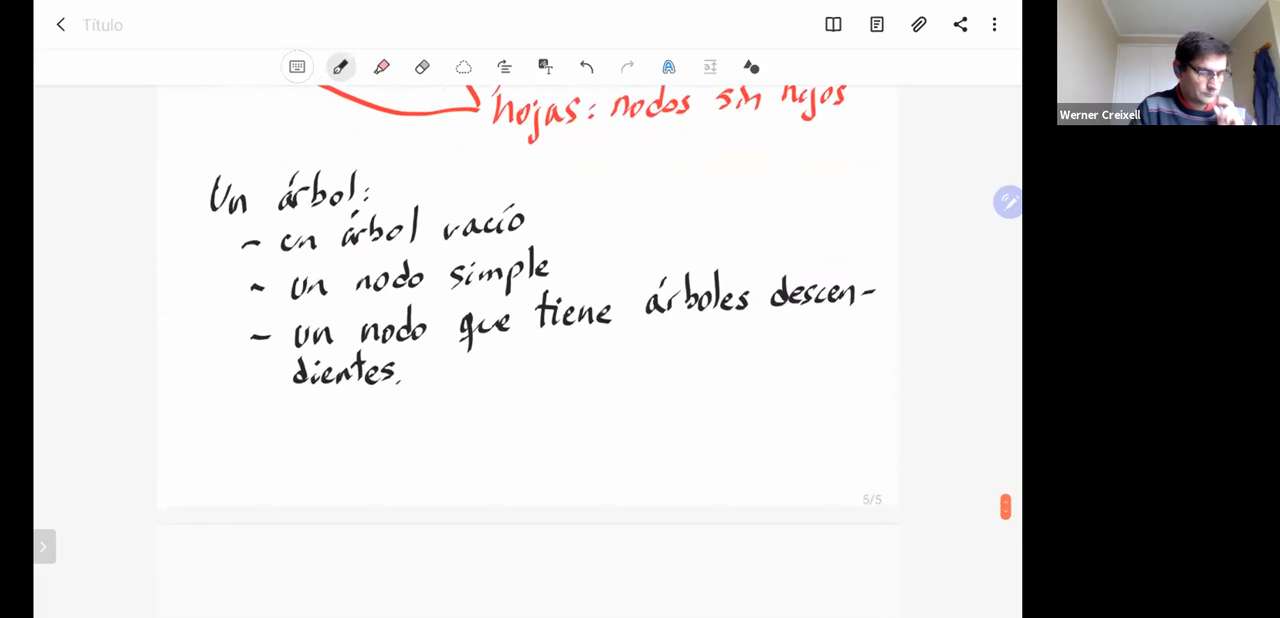 Título
hojas: nodos sin hijos
Un árbol:
- un árbol vacío
- un nodo simple
- un nodo que tiene árboles descen-
dientes.
5/5
Werner Creixell